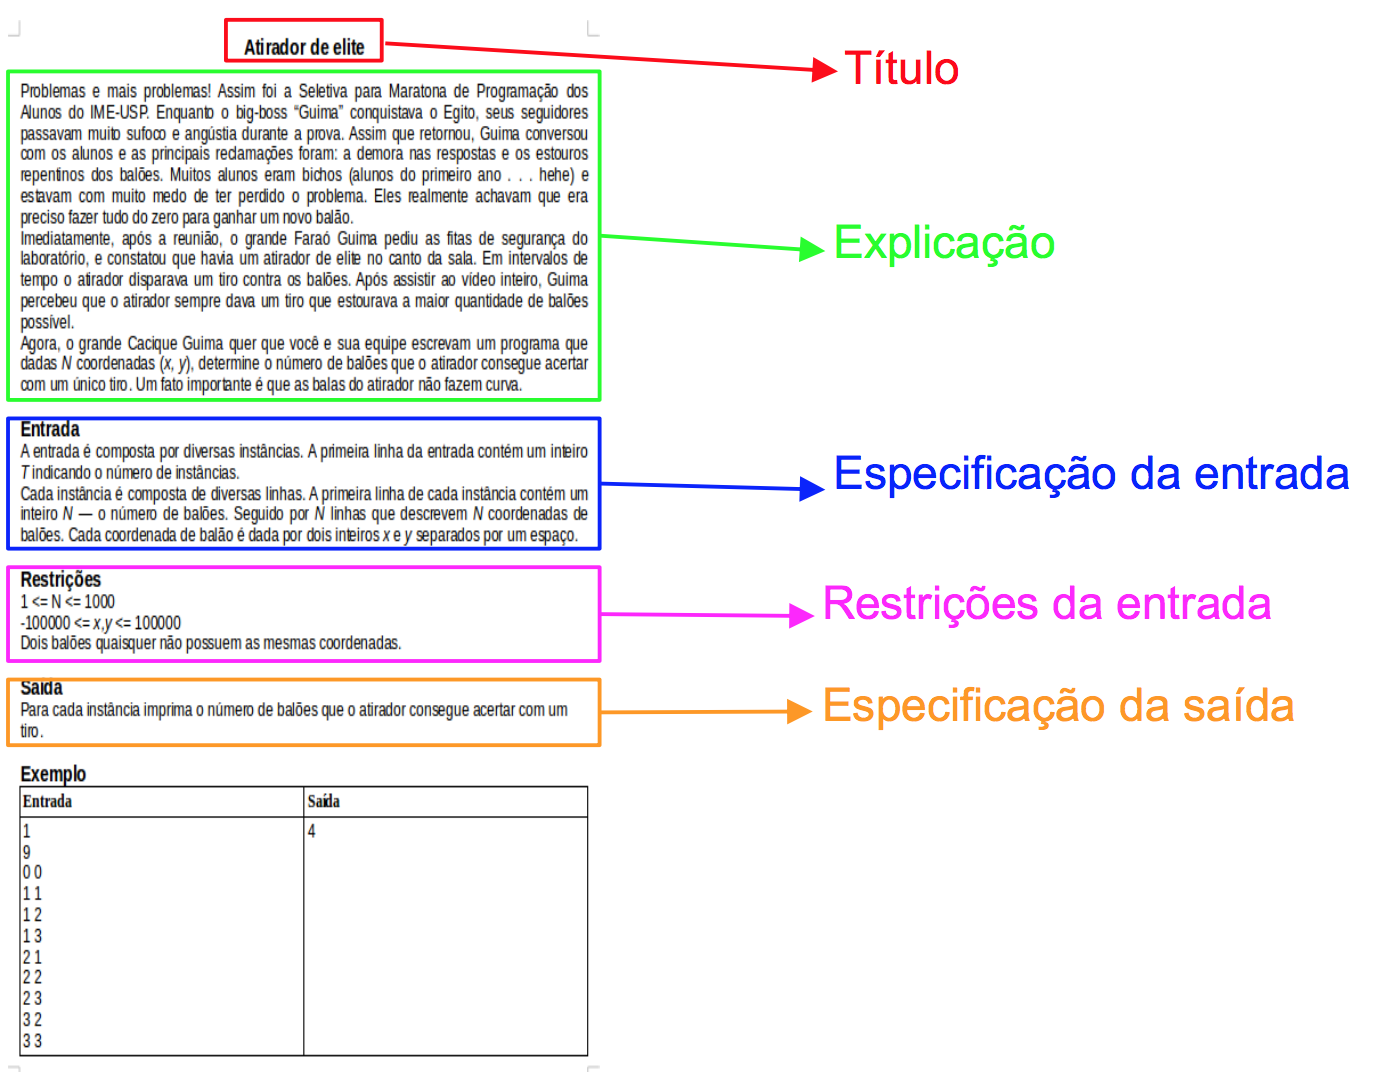 Atirador de elite
Título
Problemas e mais problemas! Assim foi a Seletiva para Maratona de Programação dos
Alunos do IME-USP. Enquanto o big-boss “Guima” conquistava o Egito, seus seguidores
passavam muito sufoco e angústia durante a prova. Assim que retornou, Guima conversou
com os alunos e as principais reclamações foram: a demora nas respostas e os estouros
repentinos dos balões. Muitos alunos eram bichos (alunos do primeiro ano . . . hehe) e
estavam com muito medo de ter perdido o problema. Eles realmente achavam que era
preciso fazer tudo do zero para ganhar um novo balão.
Imediatamente, após a reunião, o grande Faraó Guima pediu as fitas de segurança do
laboratório, e constatou que havia um atirador de elite no canto da sala. Em intervalos de
tempo o atirador disparava um tiro contra os balões. Após assistir ao vídeo inteiro, Guima
percebeu que o atirador sempre dava um tiro que estourava a maior quantidade de balões
possível.
Agora, o grande Cacique Guima quer que você e sua equipe escrevam um programa que
dadas N coordenadas (x, y), determine o número de balões que o atirador consegue acertar
com um único tiro. Um fato importante é que as balas do atirador não fazem curva.
Explicação
Entrada
A entrada é composta por diversas instâncias. A primeira linha da entrada contém um inteiro
T indicando o número de instâncias.
Cada instância é composta de diversas linhas. A primeira linha de cada instância contém um
inteiro N — o número de balões. Seguido por N linhas que descrevem N coordenadas de
balões. Cada coordenada de balão é dada por dois inteiros x e y separados por um espaço.
Especificação da entrada
Restrições
1 <= N <= 1000
-100000 <= x,y <= 100000
Dois balões quaisquer não possuem as mesmas coordenadas.
Restrições da entrada
Saída
Para cada instância imprima o número de balões que o atirador consegue acertar com um
tiro.
Especificação da saída
Exemplo
Entrada
Saída
1
4
9
0 0
1 1
1 2
1 3
2 1
2 2
2 3
3 2
3 3